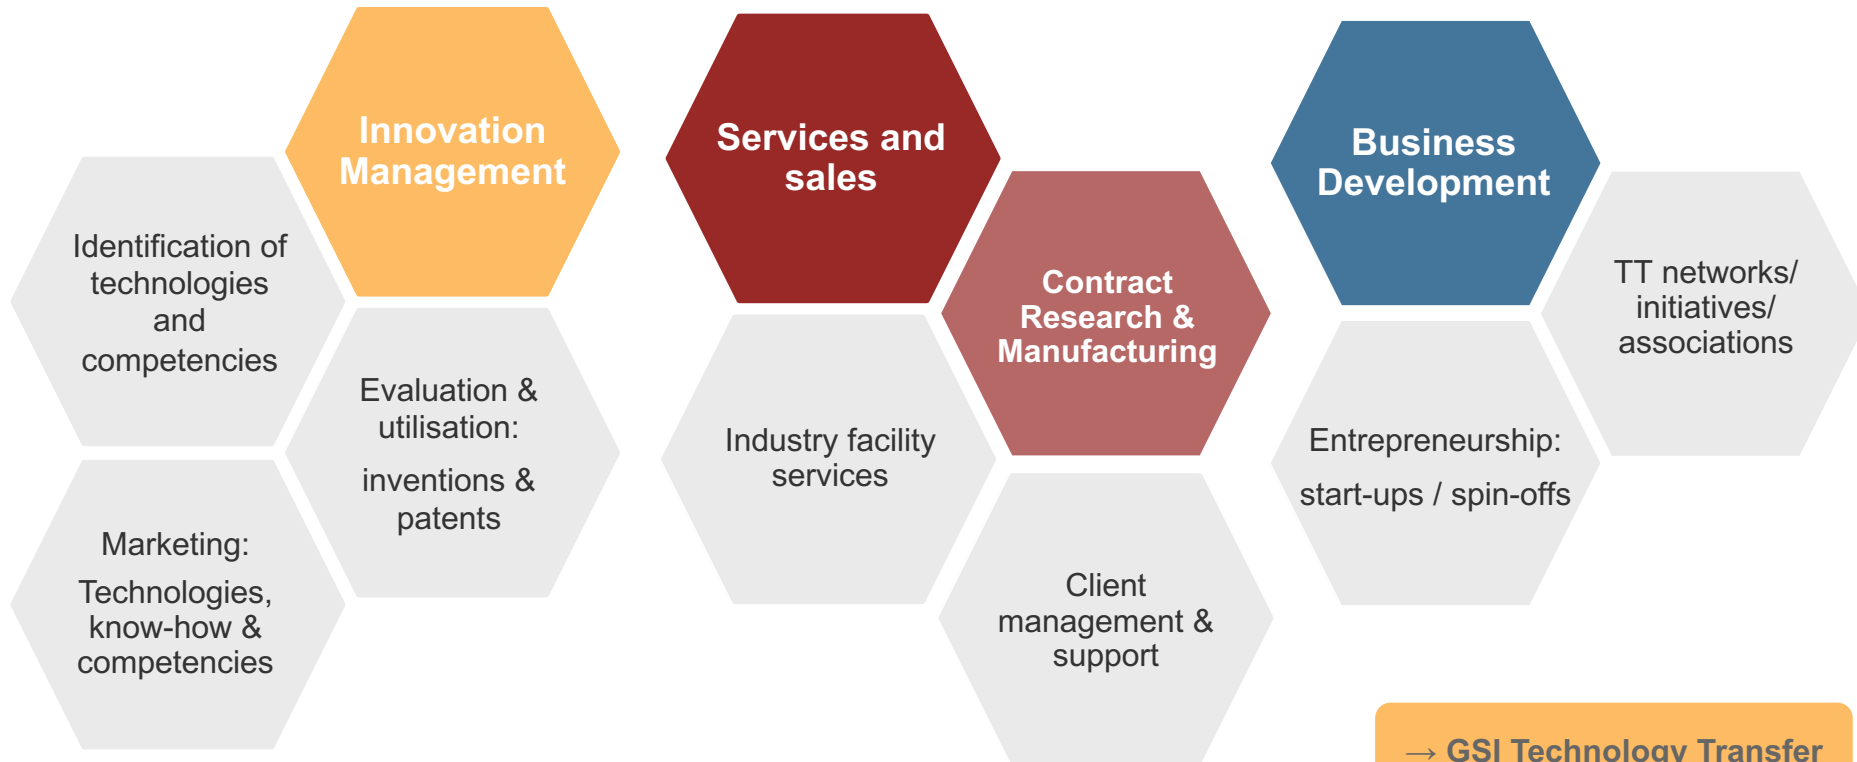 Innovation
Management
Identification of
technologies
and
competencies
Evaluation &
utilisation:
inventions &
patents
Marketing:
Technologies,
know-how &
competencies
Services and
sales
Contract
Research &
Manufacturing
Industry facility
services
Client
management &
support
Business
Development
TT networks/
initiatives/
associations
Entrepreneurship:
start-ups / spin-offs
→ GSI Technology Transfer